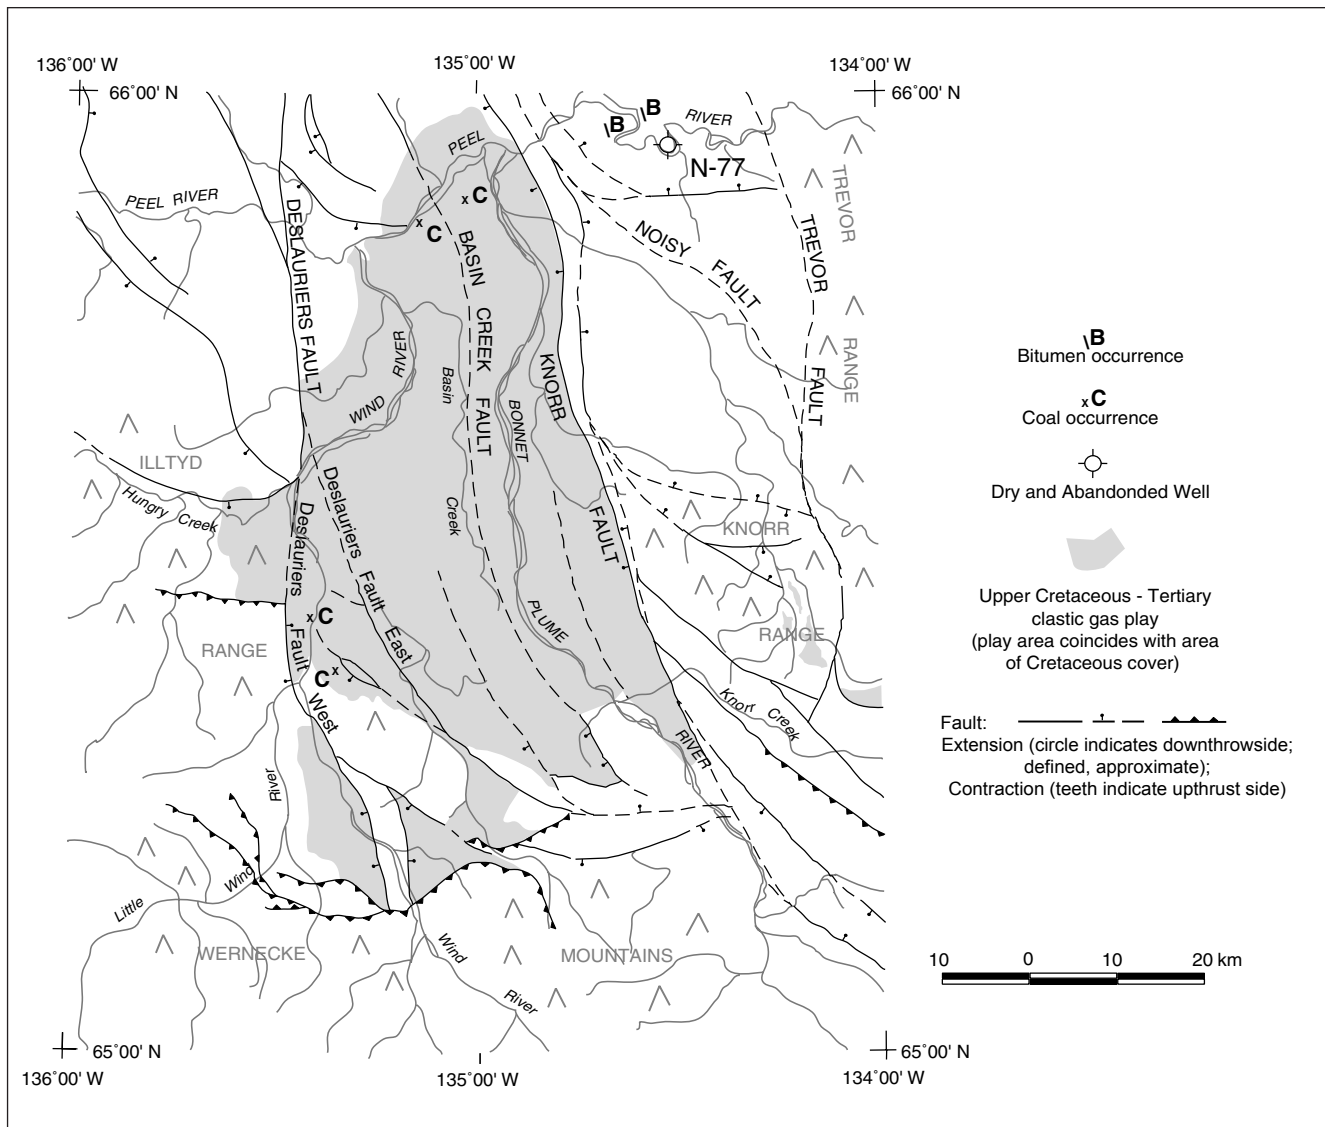 136°00' W
135°00' W
134°00' W
66°00' N
66°00' N
B
B
RIVER
PEEL
N-77
PEEL RIVER
C
C
TREVOR
RANGE
TREVOR
FAULT
NOISY
FAULT
DESLAURIERS FAULT
BASIN
CREEK
FAULT
KNORR
FAULT
RIVER
WIND
Basin
Creek
BONNET
PLUME
RIVER
ILLTYD
RANGE
Hungry Creek
Deslauriers
Fault
West
Deslauriers
Fault
East
C
C
KNORR
RANGE
Knorr
Creek
River
Wind
Little
WERNECKE
MOUNTAINS
Wind
River
65°00' N
136°00' W
135°00' W
65°00' N
134°00' W
B
Bitumen occurrence
x C
Coal occurrence
Dry and Abandonded Well
Upper Cretaceous - Tertiary
clastic gas play
(play area coincides with area
of Cretaceous cover)
Fault:
Extension (circle indicates downthrowside;
defined, approximate);
Contraction (teeth indicate upthrust side)
10 0 10 20 km